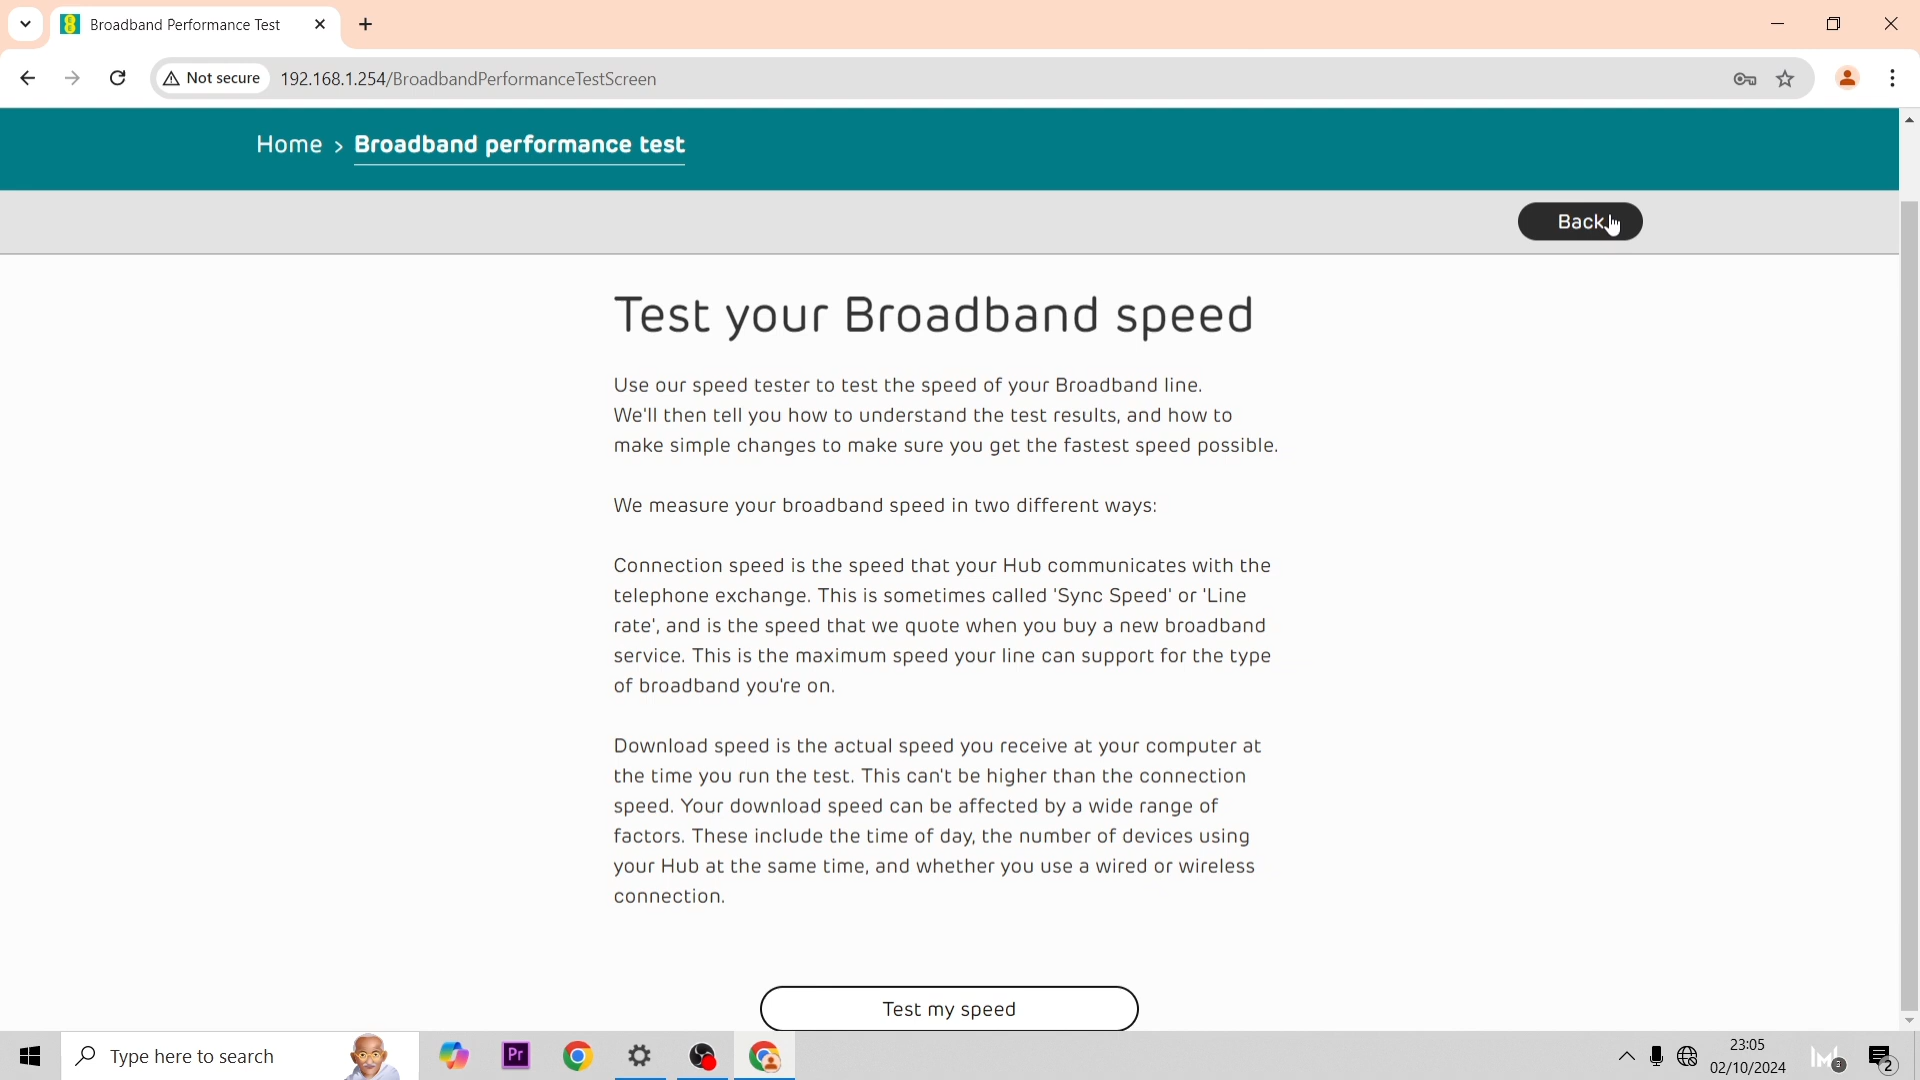 Broadband Performance Test
Not secure
192.168.1.254/BroadbandPerformanceTestScreen
Home > Broadband performance test
Back
Test your Broadband speed
Use our speed tester to test the speed of your Broadband line.
We'll then tell you how to understand the test results, and how to
make simple changes to make sure you get the fastest speed possible.
We measure your broadband speed in two different ways:
Connection speed is the speed that your Hub communicates with the
telephone exchange. This is sometimes called 'Sync Speed' or 'Line
rate', and is the speed that we quote when you buy a new broadband
service. This is the maximum speed your line can support for the type
of broadband you're on.
Download speed is the actual speed you receive at your computer at
the time you run the test. This can't be higher than the connection
speed. Your download speed can be affected by a wide range of
factors. These include the time of day, the number of devices using
your Hub at the same time, and whether you use a wired or wireless
connection.
Test my speed
Type here to search
Pr
23:05
02/10/2024
3
2